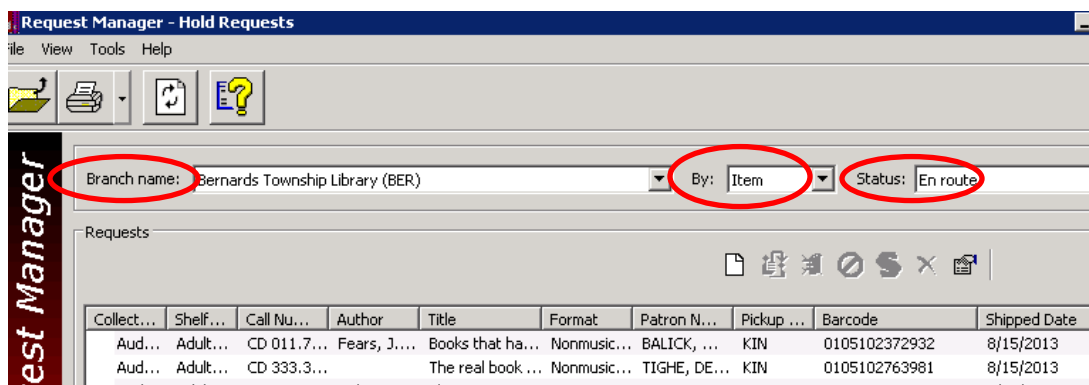 Request Manager - Hold Requests
File View Tools Help
Branch name: Bernards Township Library (BER) By: Item Status: En route
Requests
Collect... Shelf... Call Nu... Author Title Format Patron N... Pickup ... Barcode Shipped Date
Aud... Adult... CD 011.7... Fears, J.... Books that ha... Nonmusic... BALICK, ... KIN 0105102372932 8/15/2013
Aud... Adult... CD 333.3... The real book ... Nonmusic... TIGHE, DE... KIN 0105102763981 8/15/2013
est Manager